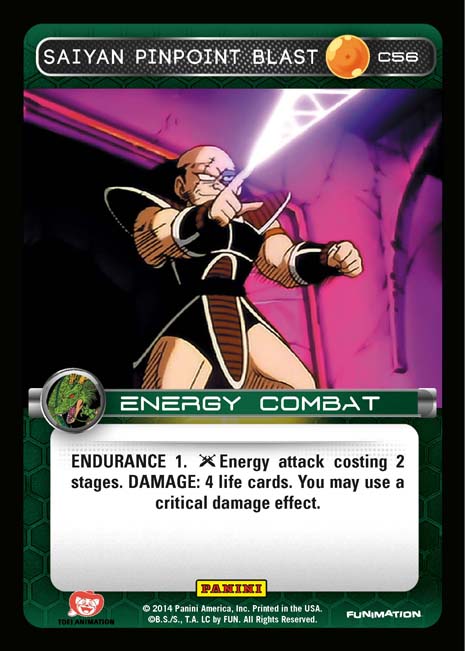 SAIYAN PINPOINT BLAST C56
ENERGY COMBAT
ENDURANCE 1. Energy attack costing 2
stages. DAMAGE: 4 life cards. You may use a
critical damage effect.
PANINI
© 2014 Panini America, Inc. Printed in the USA.
TOEI ANIMATION ©B.S./S., T.A. LC by FUN. All Rights Reserved. FUNIMATION